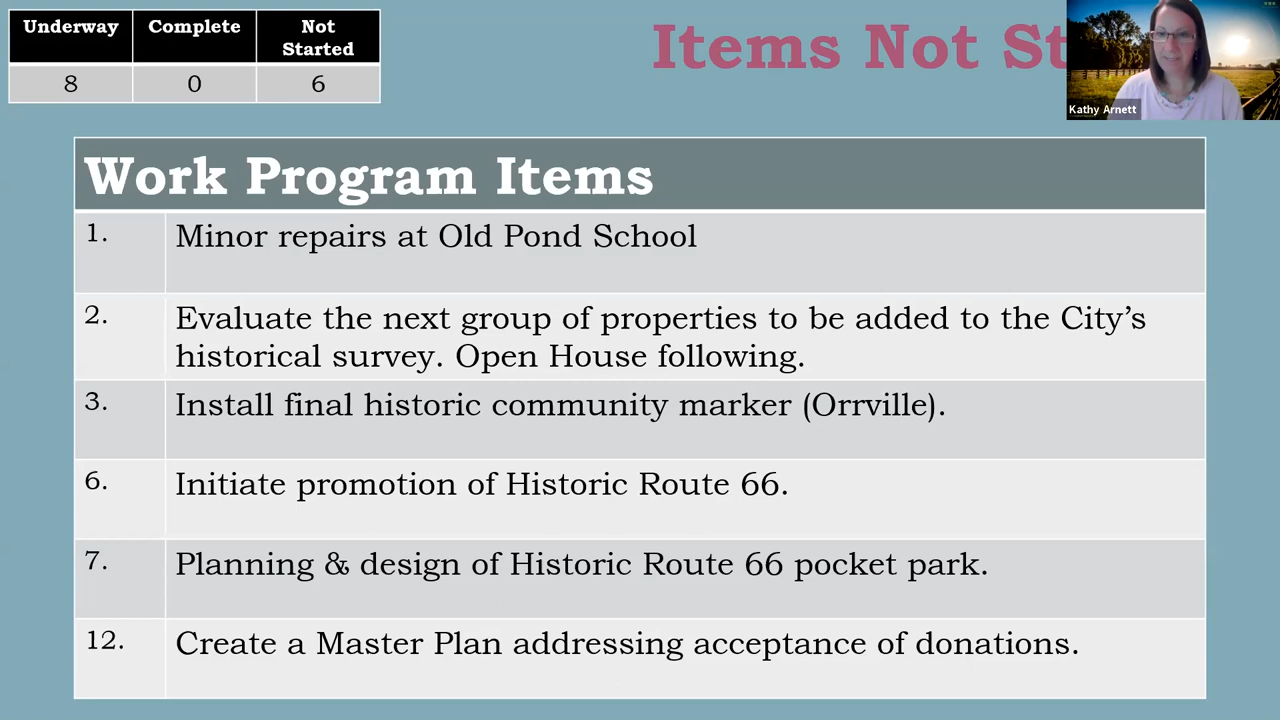 Underway Complete Not Started
8 0 6
Items Not St
Kathy Arnett
Work Program Items
1. Minor repairs at Old Pond School
2. Evaluate the next group of properties to be added to the City’s
historical survey. Open House following.
3. Install final historic community marker (Orrville).
6. Initiate promotion of Historic Route 66.
7. Planning & design of Historic Route 66 pocket park.
12. Create a Master Plan addressing acceptance of donations.